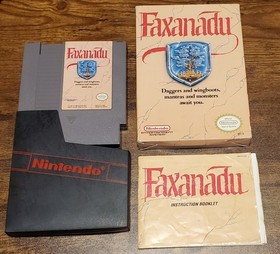 Faxanadu
Faxanadu
Daggers and wingboots,
mantras and monsters
await you.
Nintendo
Nintendo
Faxanadu
INSTRUCTION BOOKLET